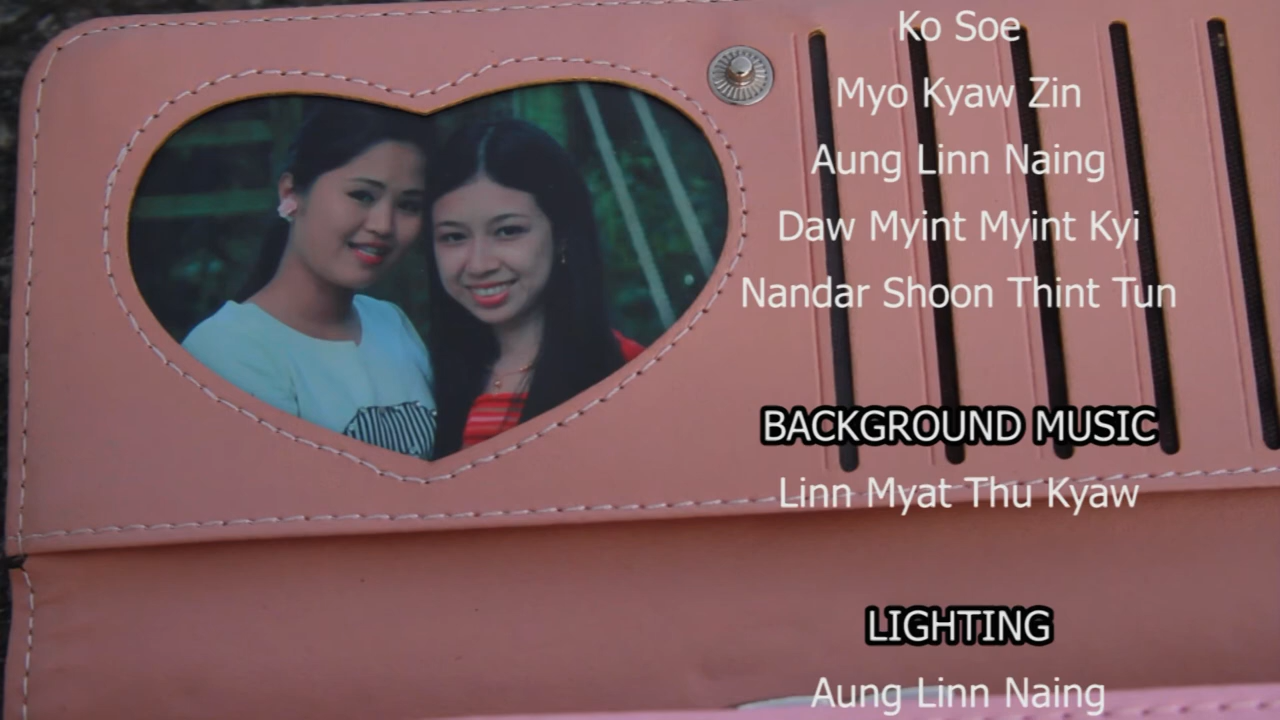 Ko Soe
Myo Kyaw Zin
Aung Linn Naing
Daw Myint Myint Kyi
Nandar Shoon Thint Tun
BACKGROUND MUSIC
Linn Myat Thu Kyaw
LIGHTING
Aung Linn Naing